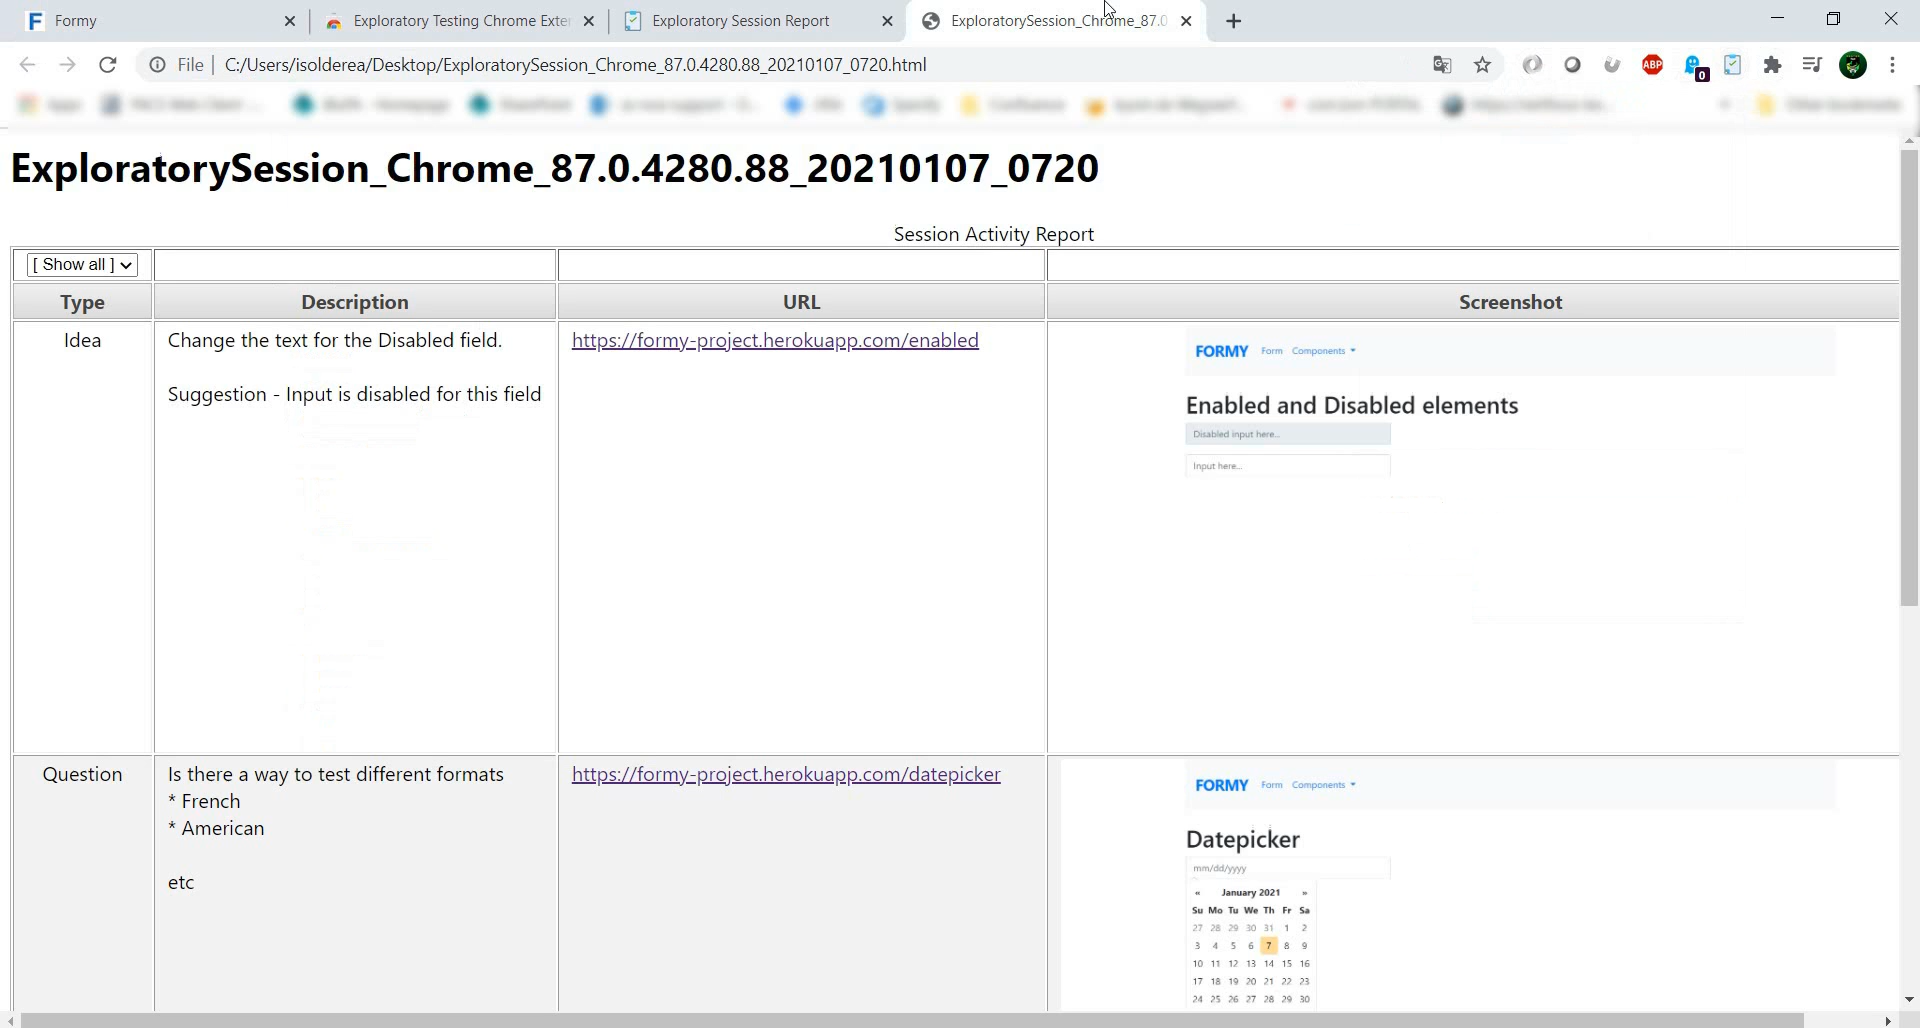 Formy
Exploratory Testing Chrome Exte
Exploratory Session Report
ExploratorySession_Chrome_87.0
File
C:/Users/isolderea/Desktop/ExploratorySession_Chrome_87.0.4280.88_20210107_0720.html
ABP
0
ExploratorySession_Chrome_87.0.4280.88_20210107_0720
Session Activity Report
[ Show all ]
Type Description URL Screenshot
Idea
Change the text for the Disabled field.
Suggestion - Input is disabled for this field
https://formy-project.herokuapp.com/enabled
FORMY Form Components
Enabled and Disabled elements
Disabled input here...
Input here...
Question
Is there a way to test different formats
* French
* American
etc
https://formy-project.herokuapp.com/datepicker
FORMY Form Components
Datepicker
mm/dd/yyyy
« January 2021 »
Su Mo Tu We Th Fr Sa
27 28 29 30 31 1 2
3 4 5 6 7 8 9
10 11 12 13 14 15 16
17 18 19 20 21 22 23
24 25 26 27 28 29 30